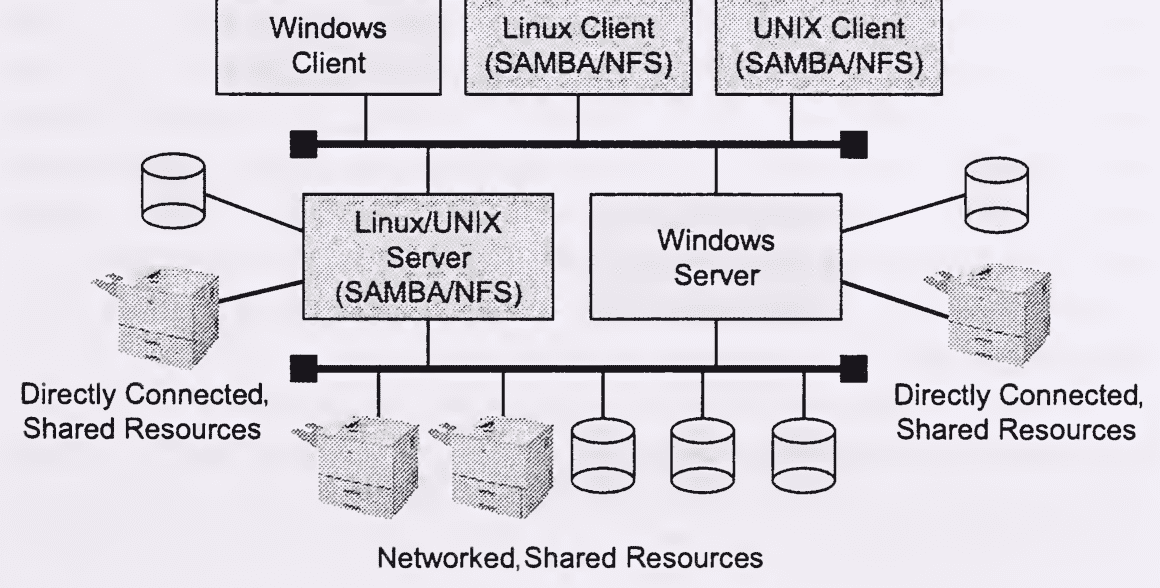 Windows
Client
Linux Client
(SAMBA/NFS)
UNIX Client
(SAMBA/NFS)
Linux/UNIX
Server
(SAMBA/NFS)
Windows
Server
Directly Connected,
Shared Resources
Directly Connected,
Shared Resources
Networked, Shared Resources